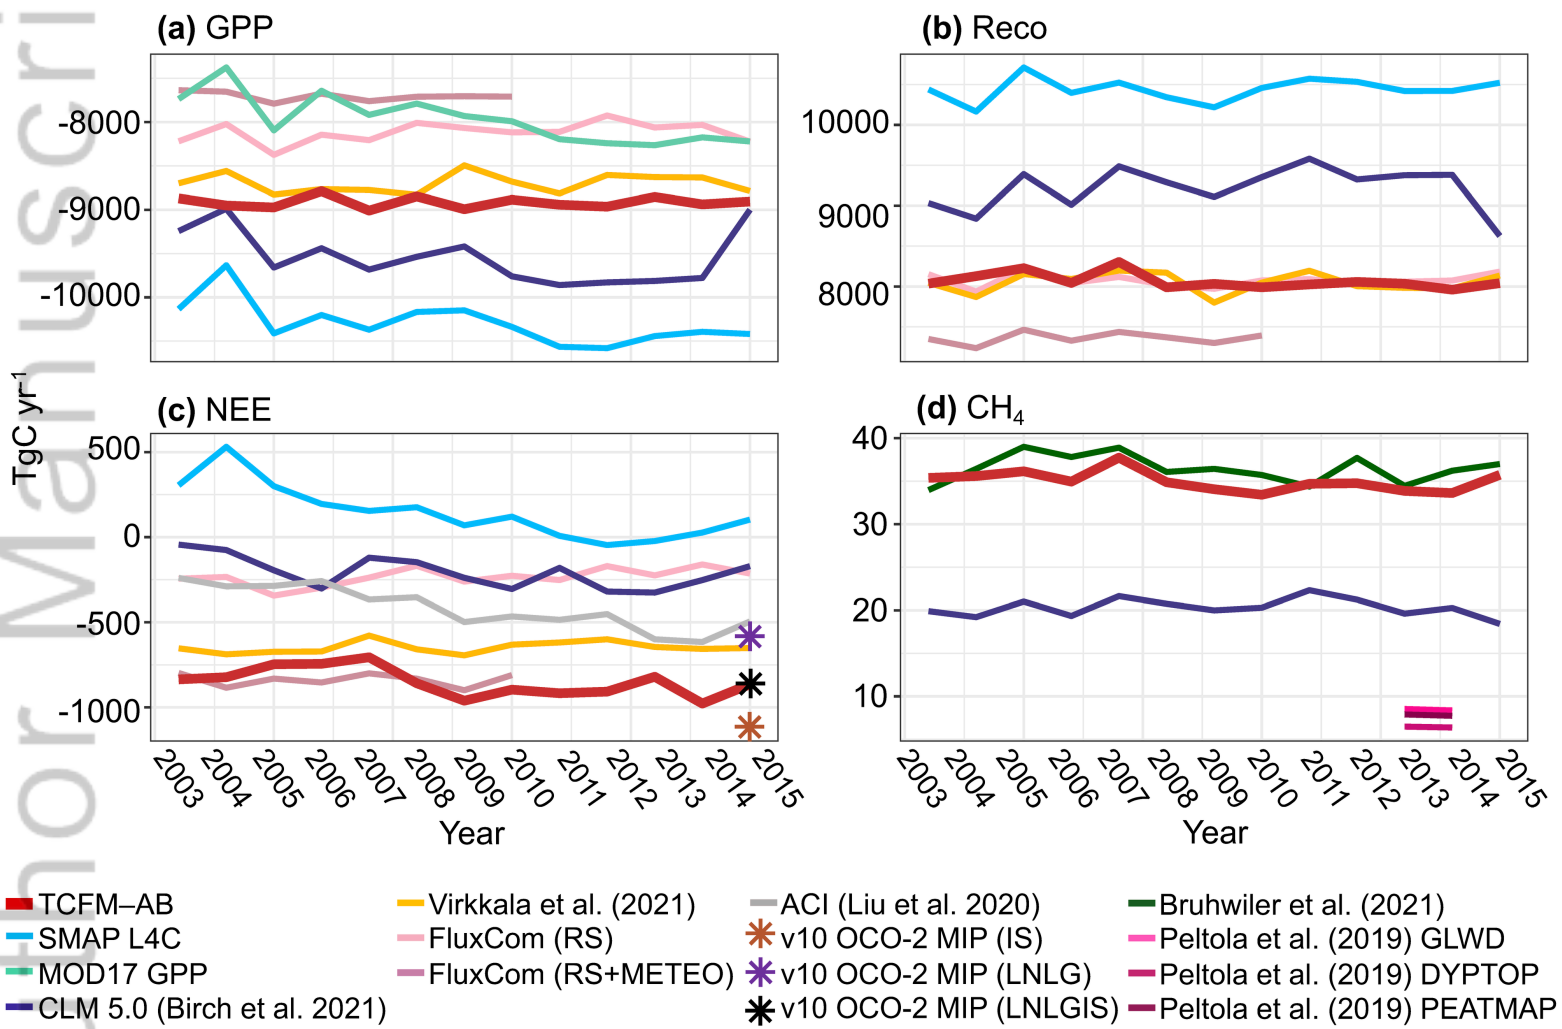 (a) GPP
(b) Reco
-8000
-9000
-10000
10000
9000
8000
(c) NEE
(d) CH4
TgC yr-1
500
0
-500
-1000
40
30
20
10
2003 2004 2005 2006 2007 2008 2009 2010 2011 2012 2013 2014 2015
2003 2004 2005 2006 2007 2008 2009 2010 2011 2012 2013 2014 2015
Year
Year
TCFM–AB
SMAP L4C
MOD17 GPP
CLM 5.0 (Birch et al. 2021)
Virkkala et al. (2021)
FluxCom (RS)
FluxCom (RS+METEO)
ACI (Liu et al. 2020)
v10 OCO-2 MIP (IS)
v10 OCO-2 MIP (LNLG)
v10 OCO-2 MIP (LNLGIS)
Bruhwiler et al. (2021)
Peltola et al. (2019) GLWD
Peltola et al. (2019) DYPTOP
Peltola et al. (2019) PEATMAP
uthor Manuscri